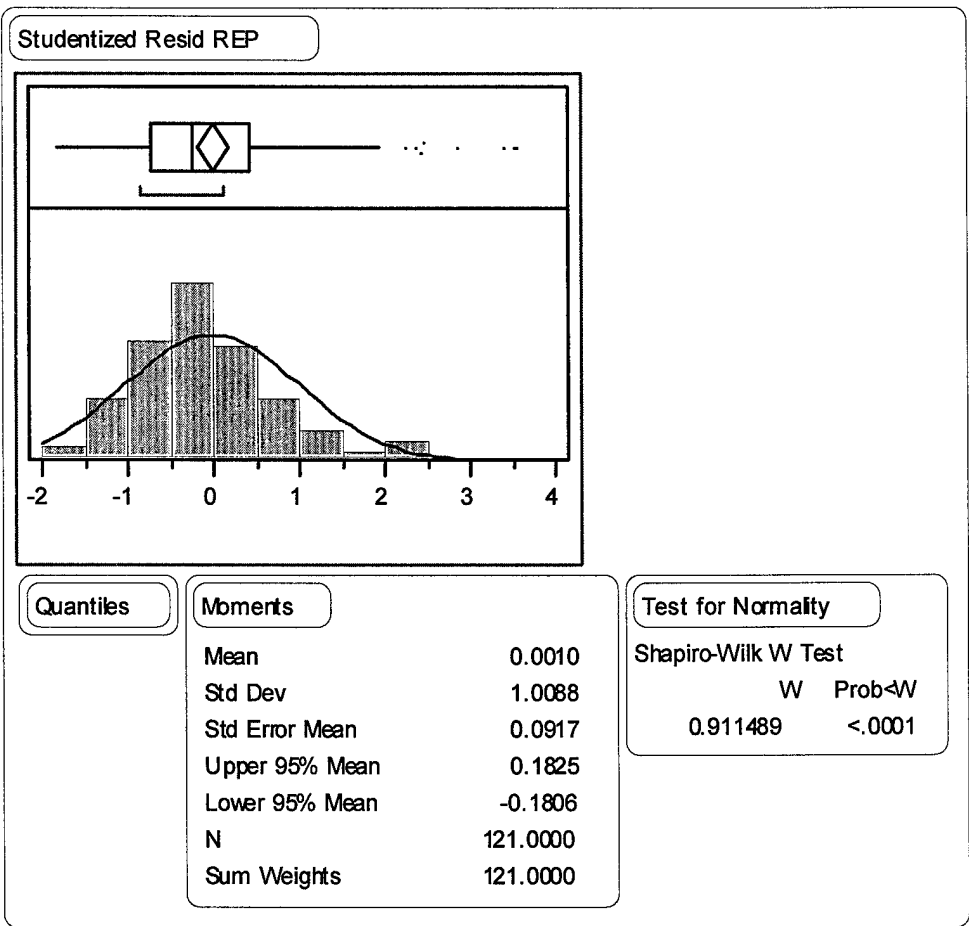 Studentized Resid REP
-2 -1 0 1 2 3 4
Quantiles
Moments
Mean 0.0010
Std Dev 1.0088
Std Error Mean 0.0917
Upper 95% Mean 0.1825
Lower 95% Mean -0.1806
N 121.0000
Sum Weights 121.0000
Test for Normality
Shapiro-Wilk W Test
W Prob<W
0.911489 <.0001